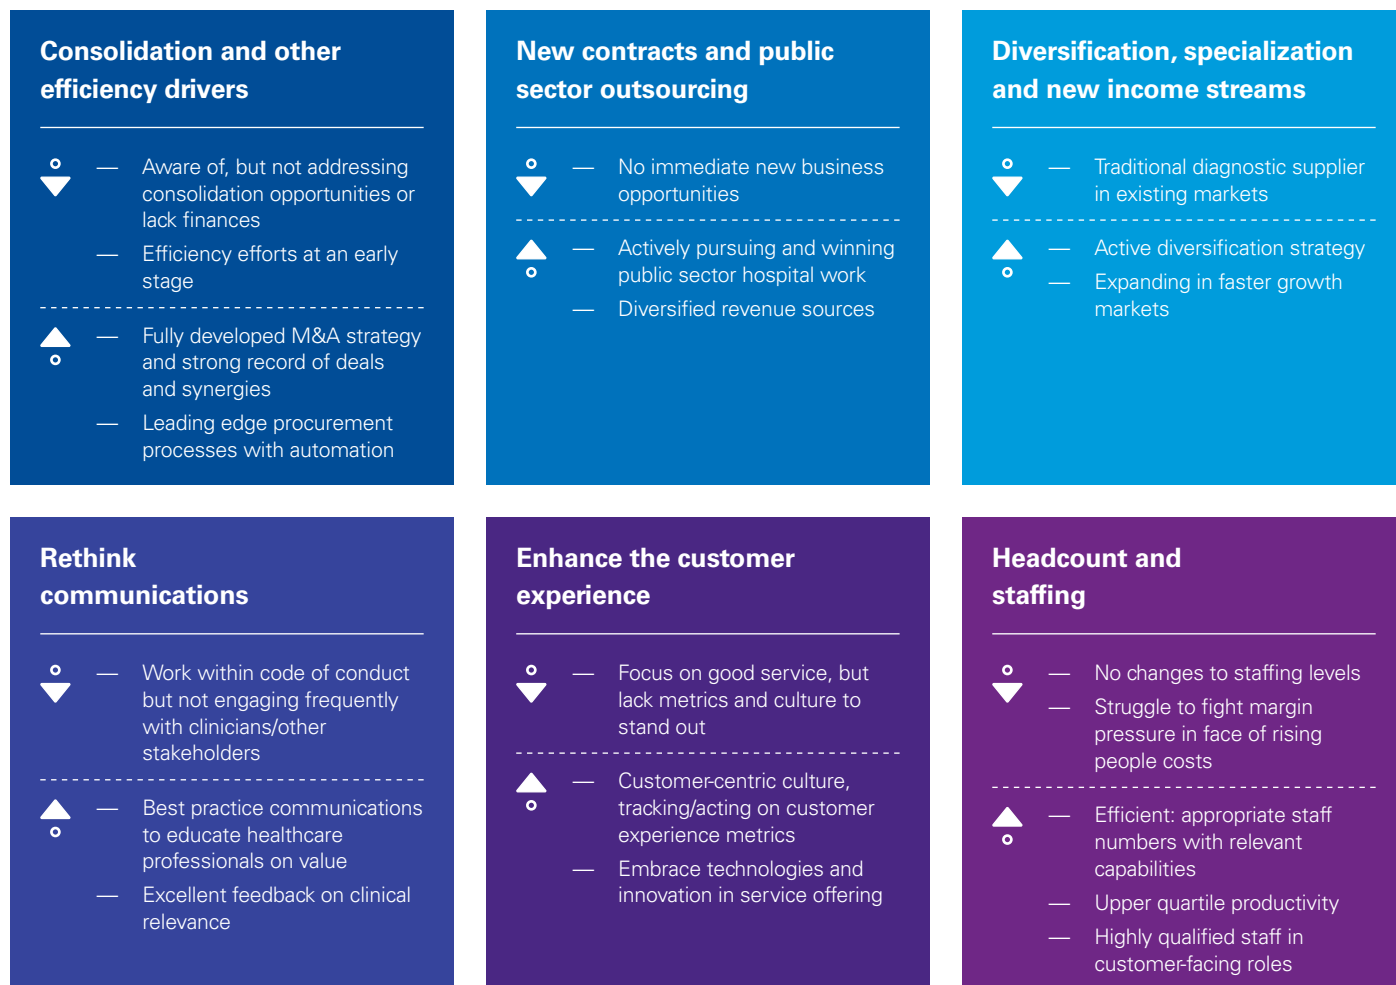 Consolidation and other
efficiency drivers
— Aware of, but not addressing
consolidation opportunities or
lack finances
— Efficiency efforts at an early
stage
— Fully developed M&A strategy
and strong record of deals
and synergies
— Leading edge procurement
processes with automation
New contracts and public
sector outsourcing
— No immediate new business
opportunities
— Actively pursuing and winning
public sector hospital work
— Diversified revenue sources
Diversification, specialization
and new income streams
— Traditional diagnostic supplier
in existing markets
— Active diversification strategy
— Expanding in faster growth
markets
Rethink
communications
— Work within code of conduct
but not engaging frequently
with clinicians/other
stakeholders
— Best practice communications
to educate healthcare
professionals on value
— Excellent feedback on clinical
relevance
Enhance the customer
experience
— Focus on good service, but
lack metrics and culture to
stand out
— Customer-centric culture,
tracking/acting on customer
experience metrics
— Embrace technologies and
innovation in service offering
Headcount and
staffing
— No changes to staffing levels
— Struggle to fight margin
pressure in face of rising
people costs
— Efficient: appropriate staff
numbers with relevant
capabilities
— Upper quartile productivity
— Highly qualified staff in
customer-facing roles